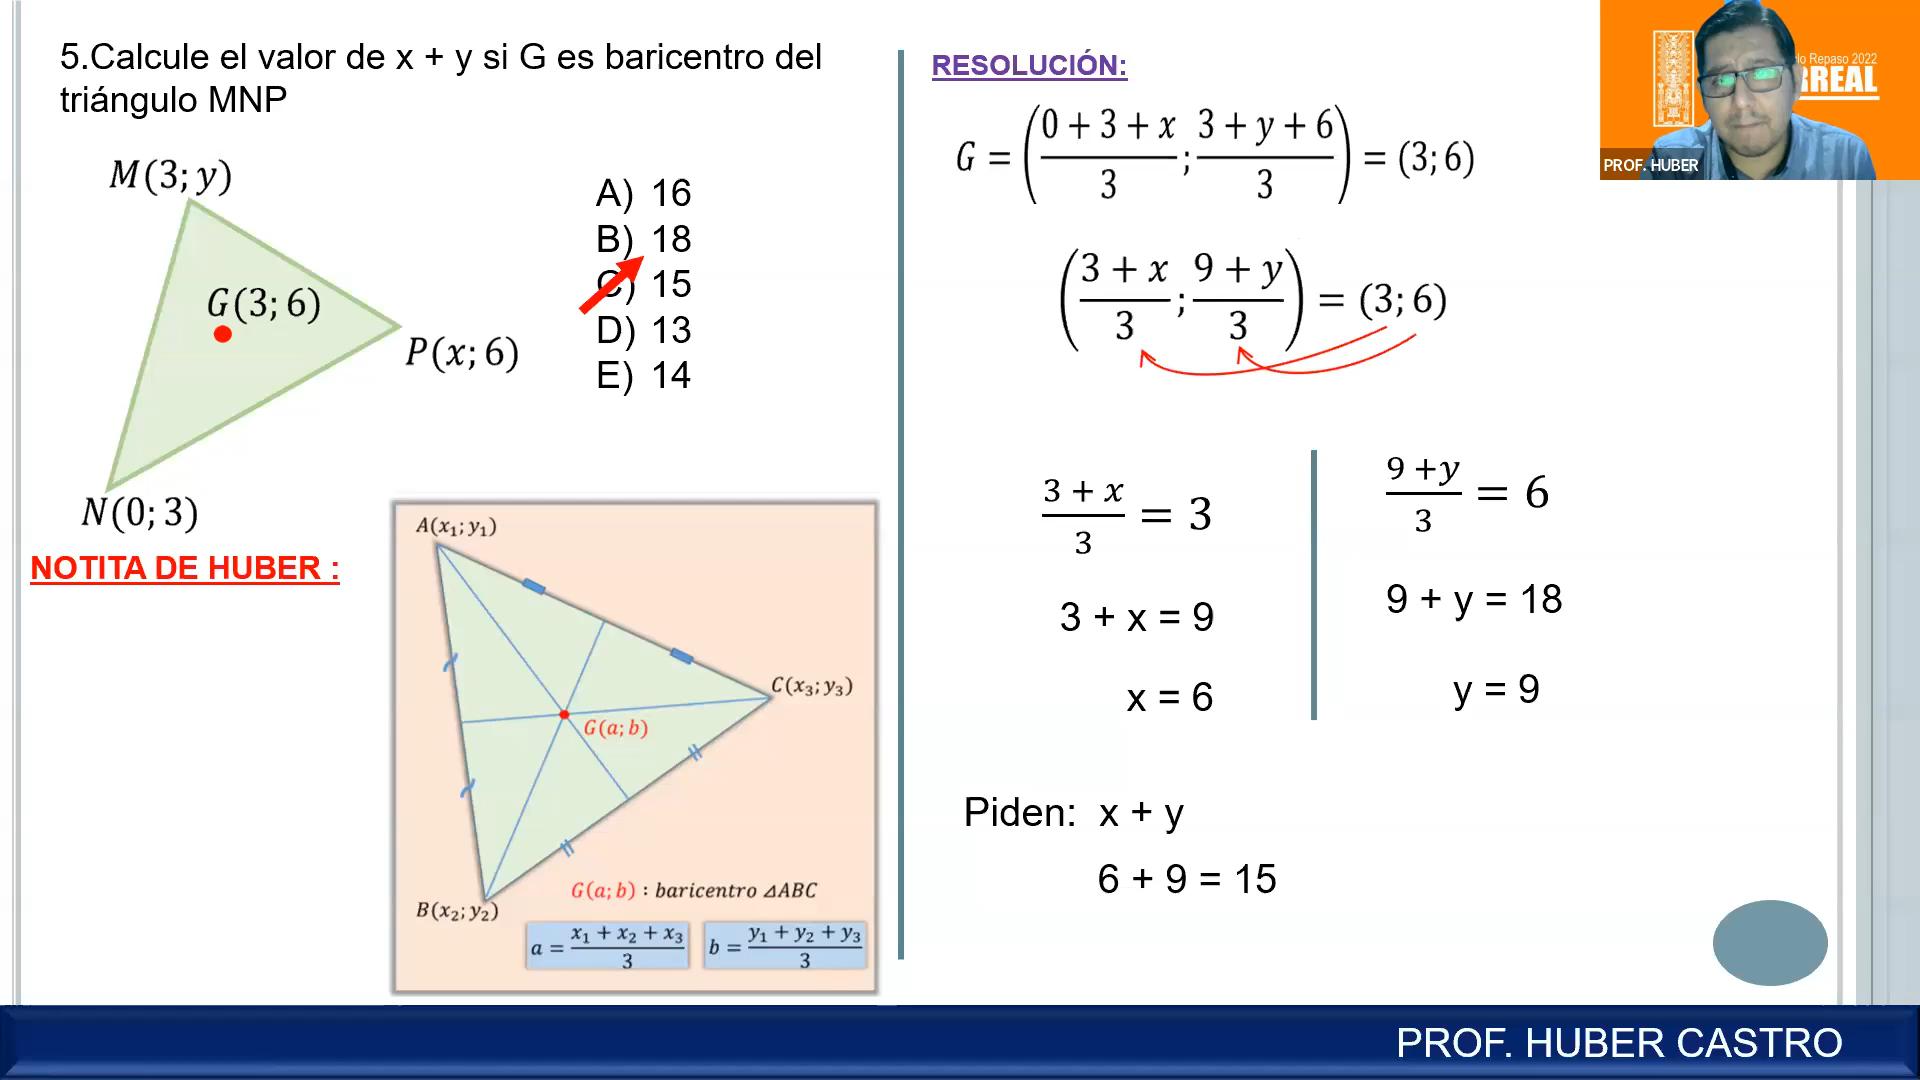 5.Calcule el valor de x + y si G es baricentro del
triángulo MNP
M(3; y)
G(3; 6)
P(x; 6)
N(0; 3)
A) 16
B) 18
C) 15
D) 13
E) 14
NOTITA DE HUBER :
A(x₁; y₁)
C(x₃; y₃)
G(a; b)
B(x₂; y₂)
G(a; b) : baricentro ⊿ABC
a = (x₁ + x₂ + x₃)/3
b = (y₁ + y₂ + y₃)/3
RESOLUCIÓN:
G = ((0 + 3 + x)/3 ; (3 + y + 6)/3) = (3; 6)
((3 + x)/3 ; (9 + y)/3) = (3; 6)
(3 + x)/3 = 3
3 + x = 9
x = 6
(9 + y)/3 = 6
9 + y = 18
y = 9
Piden: x + y
6 + 9 = 15
lo Repaso 2022
RREAL
PROF. HUBER
PROF. HUBER CASTRO